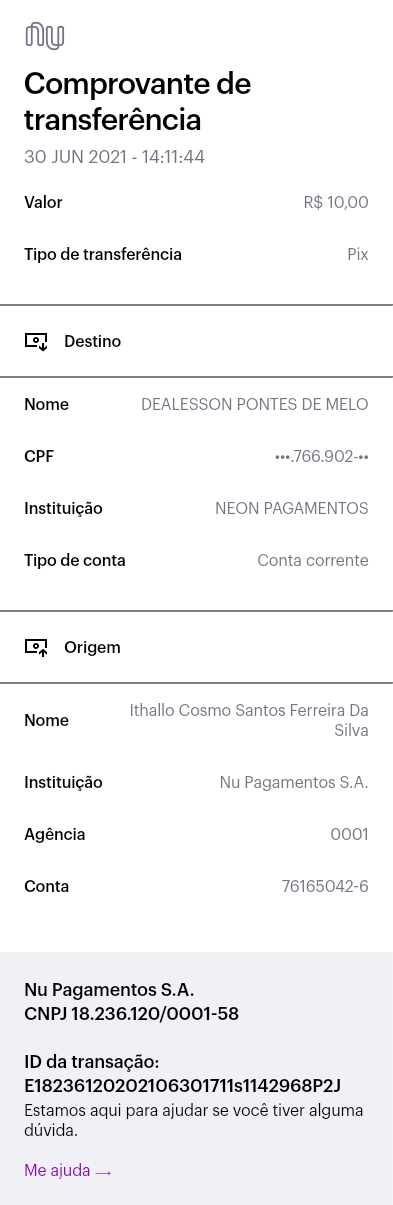 nu
Comprovante de
transferência
30 JUN 2021 - 14:11:44
Valor R$ 10,00
Tipo de transferência Pix
Destino
Nome DEALESSON PONTES DE MELO
CPF •••.766.902-••
Instituição NEON PAGAMENTOS
Tipo de conta Conta corrente
Origem
Nome Ithallo Cosmo Santos Ferreira Da
Silva
Instituição Nu Pagamentos S.A.
Agência 0001
Conta 76165042-6
Nu Pagamentos S.A.
CNPJ 18.236.120/0001-58
ID da transação:
E18236120202106301711s1142968P2J
Estamos aqui para ajudar se você tiver alguma
dúvida.
Me ajuda →